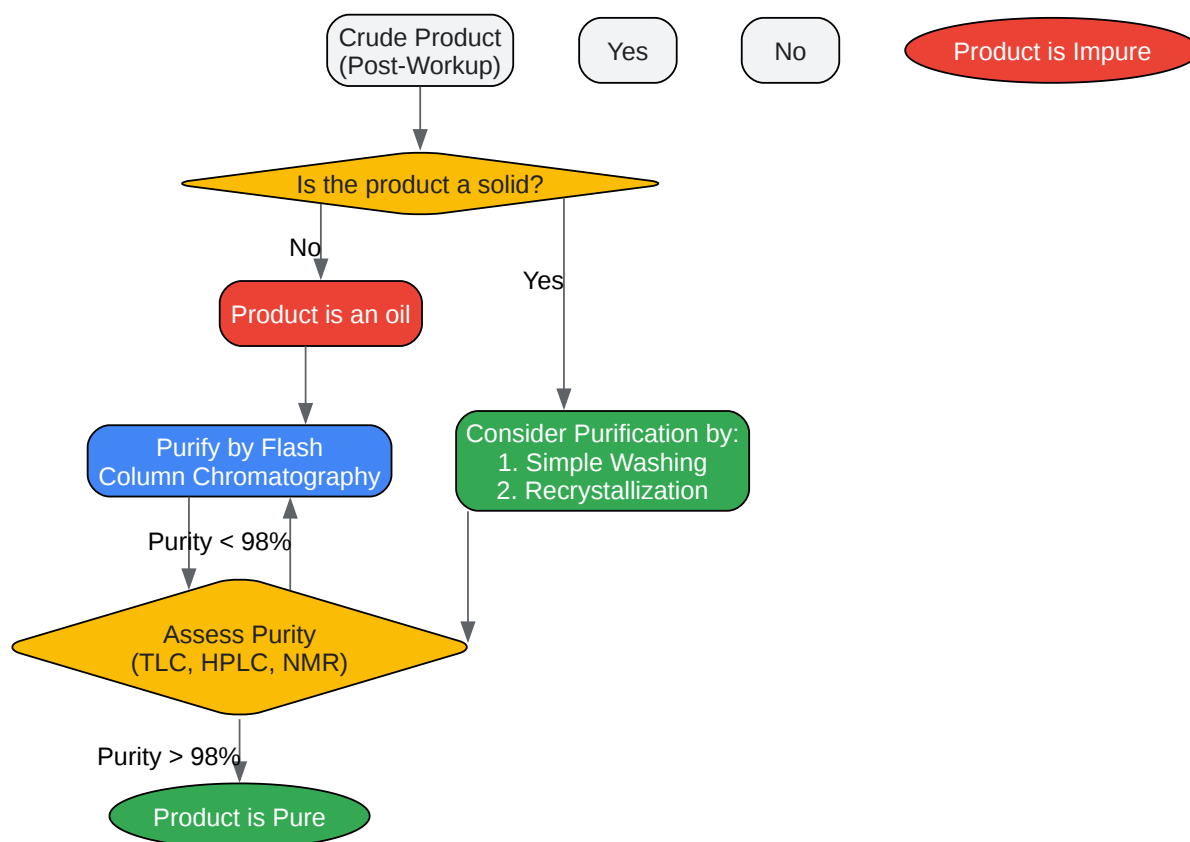 Crude Product
(Post-Workup)
Yes
No
Product is Impure
Is the product a solid?
No
Yes
Product is an oil
Purify by Flash
Column Chromatography
Consider Purification by:
1. Simple Washing
2. Recrystallization
Purity < 98%
Assess Purity
(TLC, HPLC, NMR)
Purity > 98%
Product is Pure